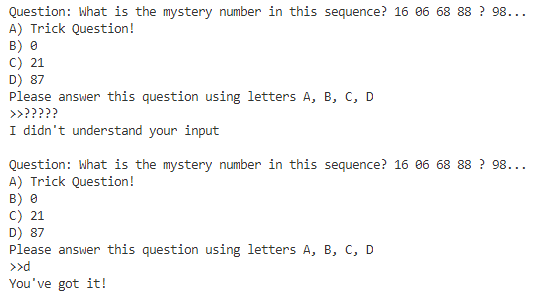 Question: What is the mystery number in this sequence? 16 06 68 88 ? 98...
A) Trick Question!
B) 0
C) 21
D) 87
Please answer this question using letters A, B, C, D
>>?????
I didn't understand your input
Question: What is the mystery number in this sequence? 16 06 68 88 ? 98...
A) Trick Question!
B) 0
C) 21
D) 87
Please answer this question using letters A, B, C, D
>>d
You've got it!